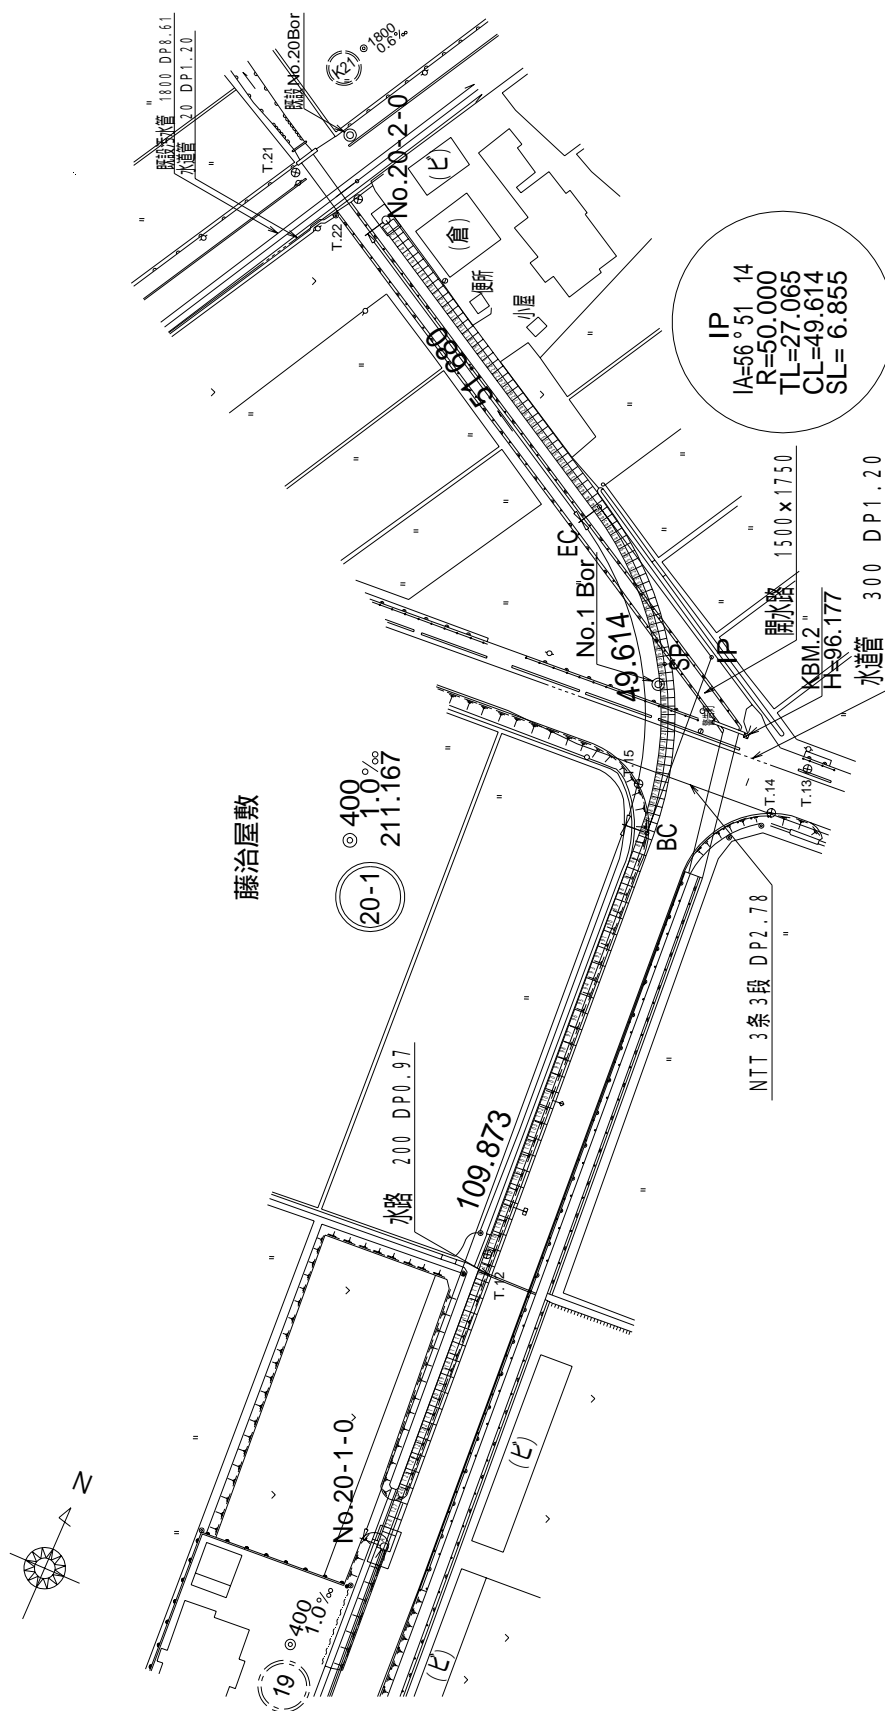 既設汚水管 1800 DP8.61
水道管 20 DP1.20
T.21
既設No.20Bor
K21
◎1800
0.6‰
No.20-2-0
T.22
(ビ)
(倉)
便所
小屋
51.680
IP
IA=56°51 14
R=50.000
TL=27.065
CL=49.614
SL= 6.855
EC
No.1 Bor
49.614
SP
IP
開水路 1500x1750
KBM.2
H=96.177
水道管 300 DP1.20
藤治屋敷
◎400
1.0‰
211.167
20-1
15
BC
T.14
T.13
NTT 3条3段 DP2.78
水路 200 DP0.97
109.873
T.12
No.20-1-0
(ビ)
(ビ)
N
◎400
1.0‰
19